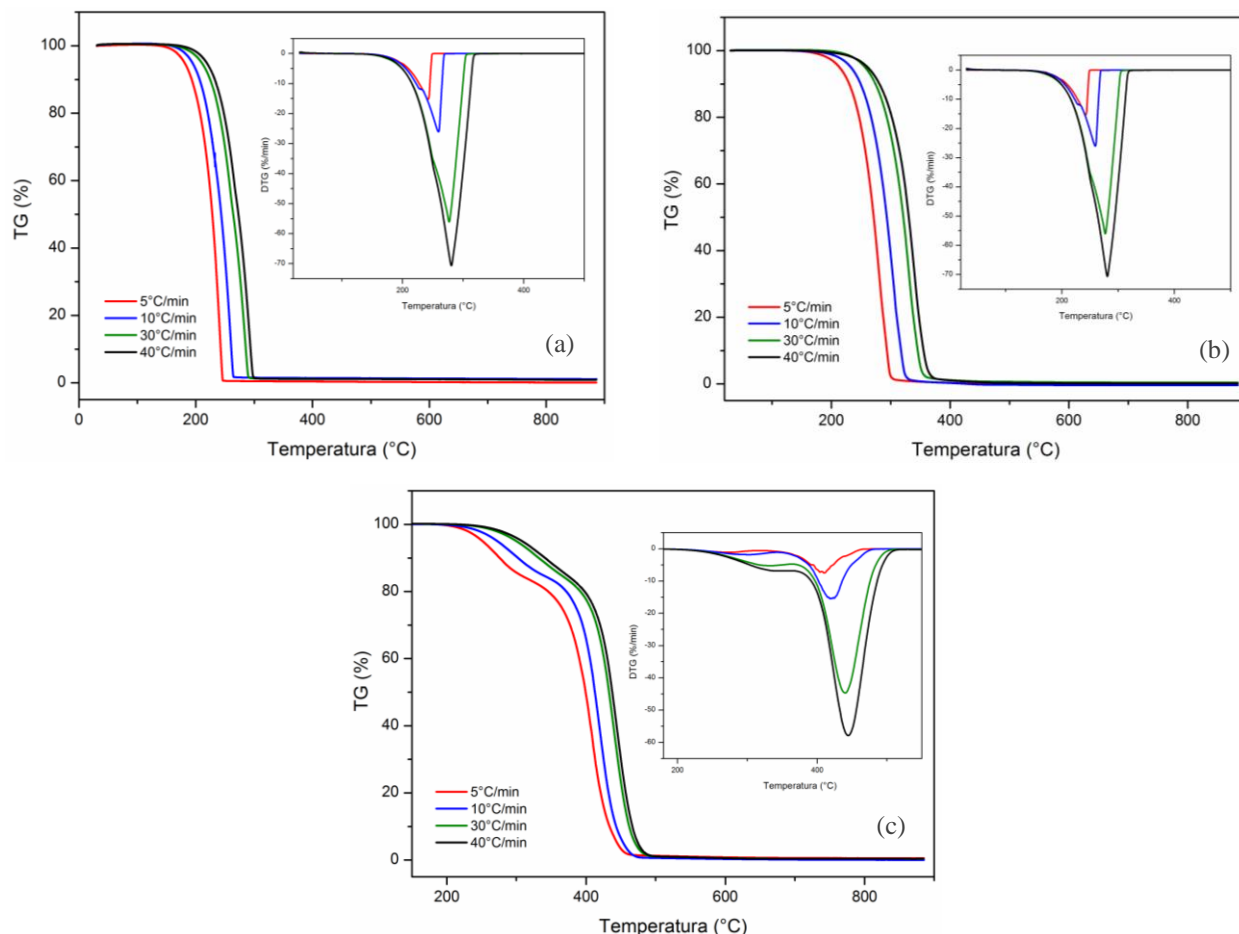 TG (%)
100
80
60
40
20
0
0
200
400
600
800
Temperatura (°C)
5°C/min
10°C/min
30°C/min
40°C/min
(a)
DTG (%/min)
0
-10
-20
-30
-40
-50
-60
-70
200
400
Temperatura (°C)
TG (%)
100
80
60
40
20
0
200
400
600
800
Temperatura (°C)
5°C/min
10°C/min
30°C/min
40°C/min
(b)
DTG (%/min)
0
-10
-20
-30
-40
-50
-60
-70
200
400
Temperatura (°C)
TG (%)
100
80
60
40
20
0
200
400
600
800
Temperatura (°C)
5°C/min
10°C/min
30°C/min
40°C/min
(c)
DTG (%/min)
0
-10
-20
-30
-40
-50
-60
200
400
Temperatura (°C)